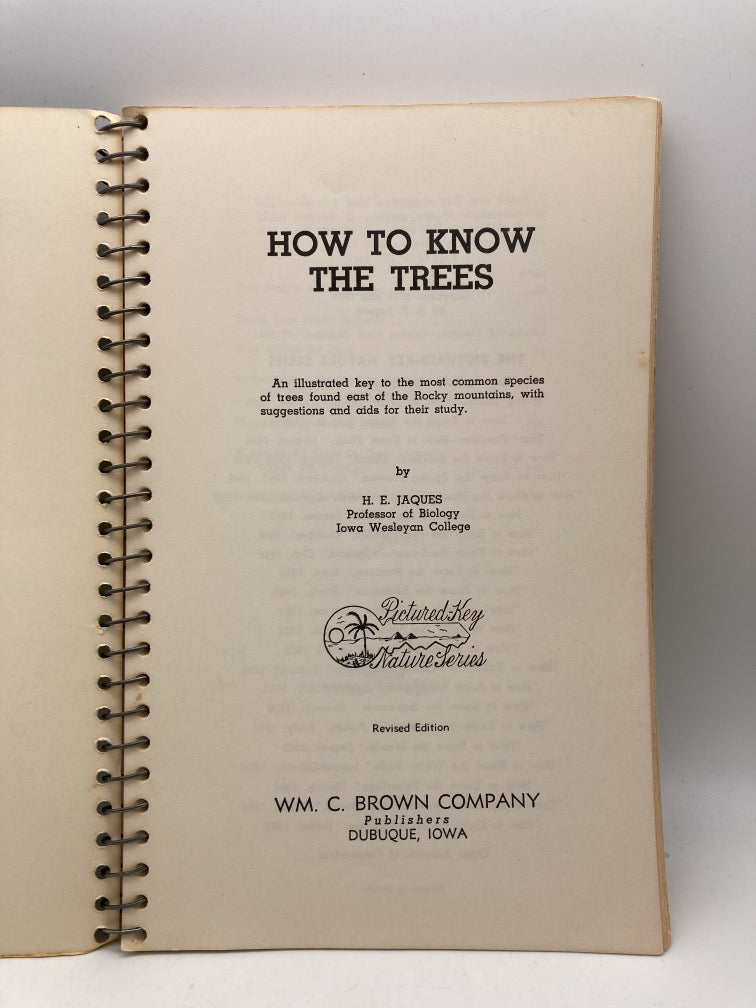 HOW TO KNOW
THE TREES
An illustrated key to the most common species
of trees found east of the Rocky mountains, with
suggestions and aids for their study.
by
H. E. JAQUES
Professor of Biology
Iowa Wesleyan College
Pictured-Key
Nature Series
Revised Edition
WM. C. BROWN COMPANY
Publishers
DUBUQUE, IOWA